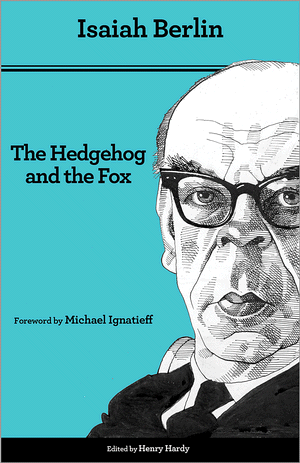 Isaiah Berlin
The Hedgehog
and the Fox
Foreword by Michael Ignatieff
Edited by Henry Hardy